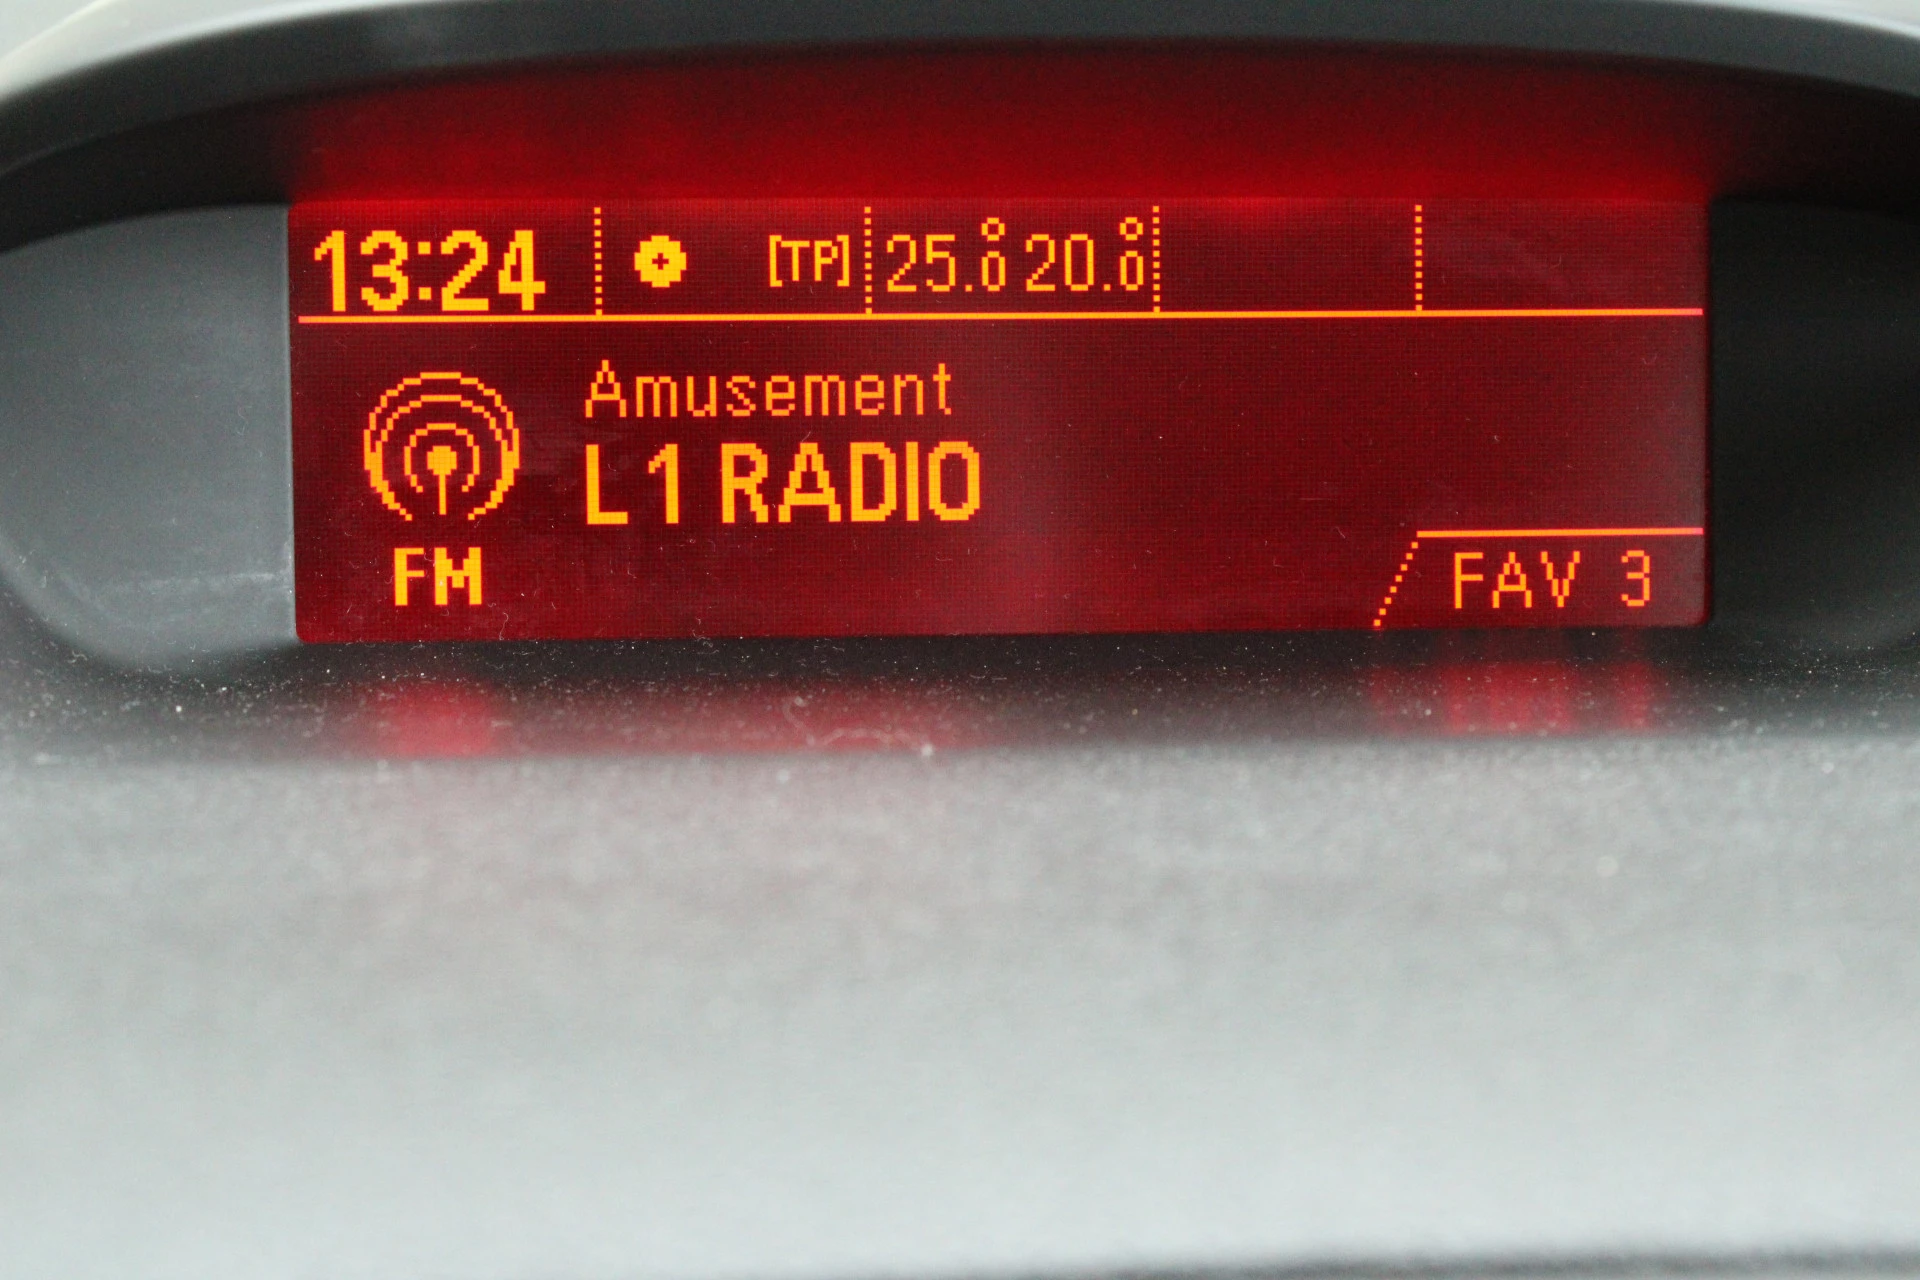 13:24 [TP] 25.0° 20.0°
Amusement
L1 RADIO
FM
FAV 3